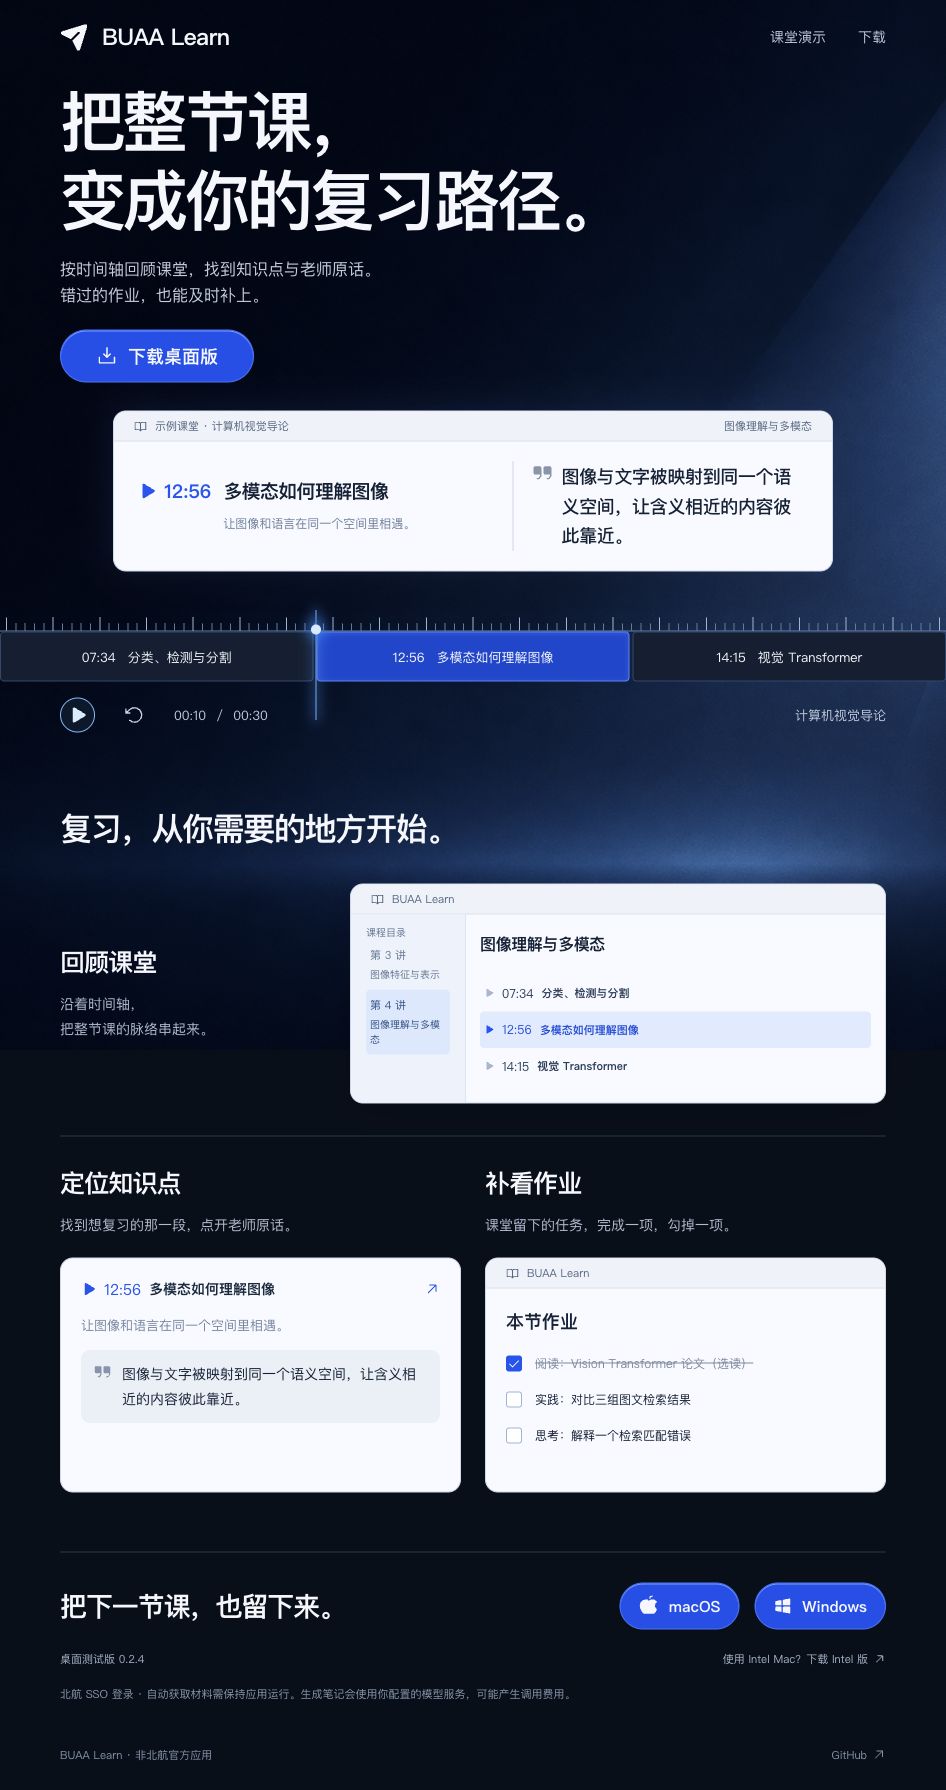 BUAA Learn
课堂演示
下载
把整节课，
变成你的复习路径。
按时间轴回顾课堂，找到知识点与老师原话。
错过的作业，也能及时补上。
下载桌面版
示例课堂 · 计算机视觉导论
图像理解与多模态
12:56 多模态如何理解图像
让图像和语言在同一个空间里相遇。
图像与文字被映射到同一个语
义空间，让含义相近的内容彼
此靠近。
07:34 分类、检测与分割
12:56 多模态如何理解图像
14:15 视觉 Transformer
00:10 / 00:30
计算机视觉导论
复习，从你需要的地方开始。
回顾课堂
沿着时间轴，
把整节课的脉络串起来。
BUAA Learn
课程目录
第 3 讲
图像特征与表示
第 4 讲
图像理解与多模
态
图像理解与多模态
07:34 分类、检测与分割
12:56 多模态如何理解图像
14:15 视觉 Transformer
定位知识点
找到想复习的那一段，点开老师原话。
12:56 多模态如何理解图像
让图像和语言在同一个空间里相遇。
图像与文字被映射到同一个语义空间，让含义相
近的内容彼此靠近。
补看作业
课堂留下的任务，完成一项，勾掉一项。
BUAA Learn
本节作业
阅读：Vision Transformer 论文（选读）
实践：对比三组图文检索结果
思考：解释一个检索匹配错误
把下一节课，也留下来。
macOS
Windows
桌面测试版 0.2.4
使用 Intel Mac？下载 Intel 版
北航 SSO 登录 · 自动获取材料需保持应用运行。生成笔记会使用你配置的模型服务，可能产生调用费用。
BUAA Learn · 非北航官方应用
GitHub